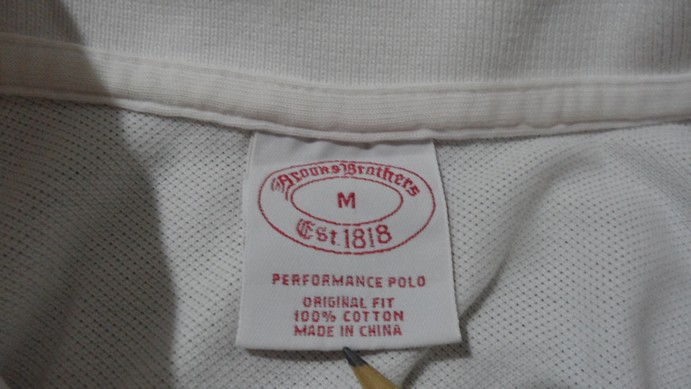 Brooks Brothers
M
Est. 1818
PERFORMANCE POLO
ORIGINAL FIT
100% COTTON
MADE IN CHINA